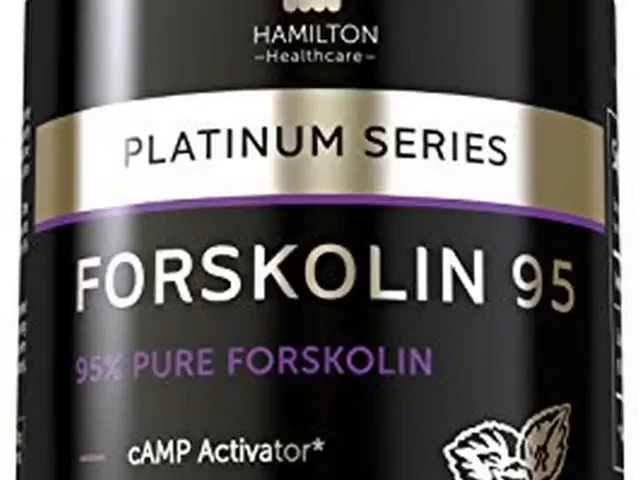 HAMILTON
–Healthcare–
PLATINUM SERIES
FORSKOLIN 95
95% PURE FORSKOLIN
cAMP Activator*